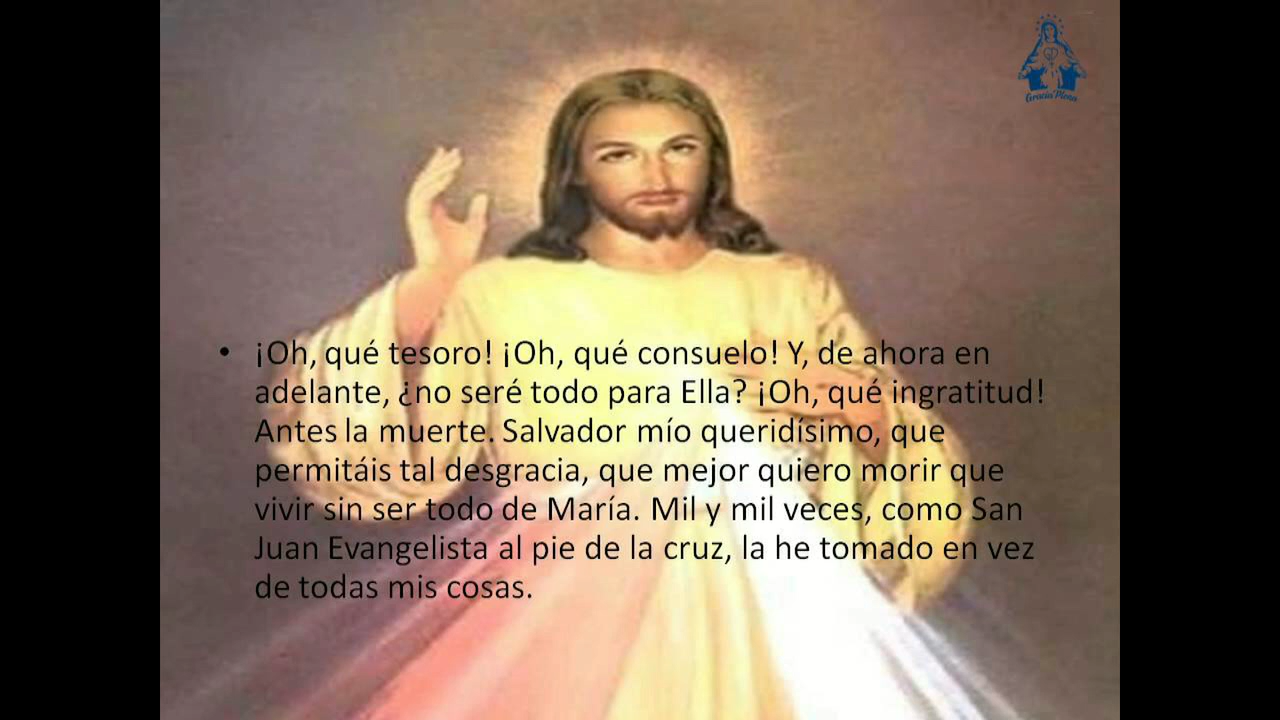 Gracia Plena
• ¡Oh, qué tesoro! ¡Oh, qué consuelo! Y, de ahora en
adelante, ¿no seré todo para Ella? ¡Oh, qué ingratitud!
Antes la muerte. Salvador mío queridísimo, que
permitáis tal desgracia, que mejor quiero morir que
vivir sin ser todo de María. Mil y mil veces, como San
Juan Evangelista al pie de la cruz, la he tomado en vez
de todas mis cosas.